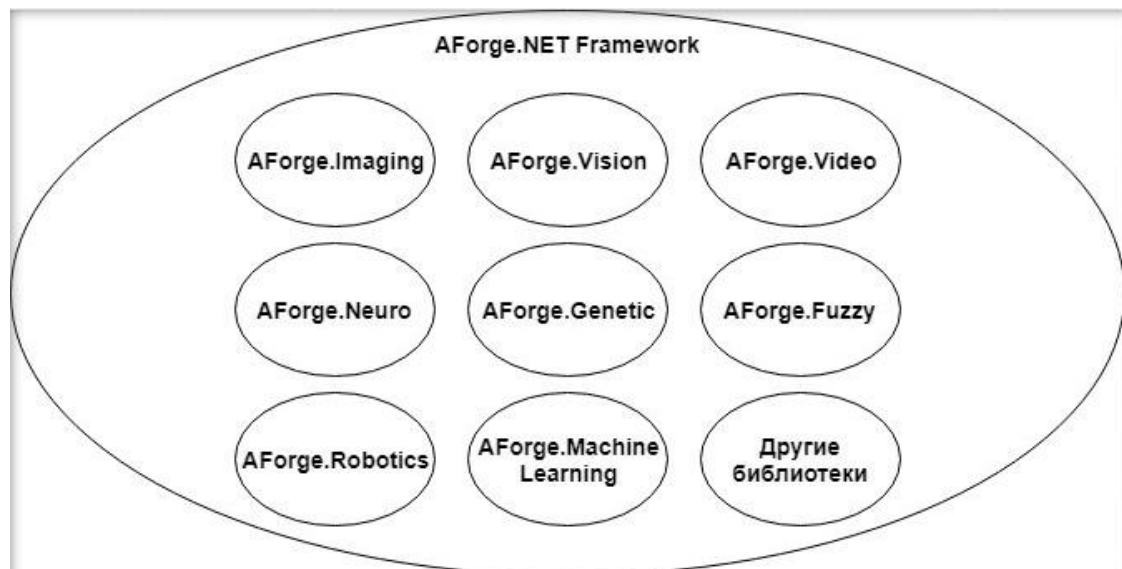 AForge.NET Framework
AForge.Imaging
AForge.Vision
AForge.Video
AForge.Neuro
AForge.Genetic
AForge.Fuzzy
AForge.Robotics
AForge.Machine
Learning
Другие
библиотеки